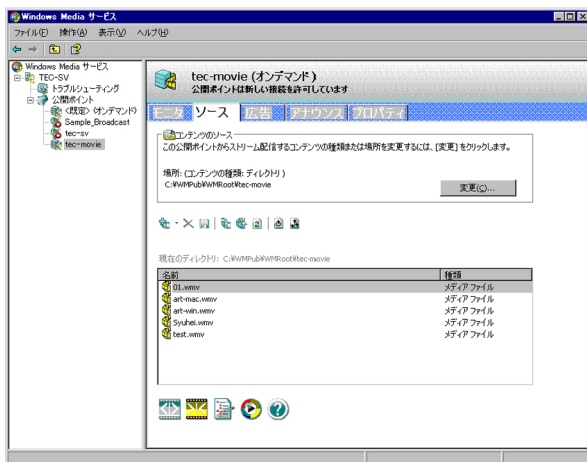 Windows Media サービス
ファイル(F) 操作(A) 表示(V) ヘルプ(H)
Windows Media サービス
TEC-SV
トラブルシューティング
公開ポイント
<既定> (オンデマンド)
Sample_Broadcast
tec-sv
tec-movie
tec-movie (オンデマンド)
公開ポイントは新しい接続を許可しています
モニタ ソース 広告 アナウンス プロパティ
コンテンツのソース
この公開ポイントからストリーム配信するコンテンツの種類または場所を変更するには、[変更] をクリックします。
場所: (コンテンツの種類: ディレクトリ)
C:¥WMPub¥WMRoot¥tec-movie
変更(C)...
現在のディレクトリ: C:¥WMPub¥WMRoot¥tec-movie
名前 種類
01.wmv メディア ファイル
art-mac.wmv メディア ファイル
art-win.wmv メディア ファイル
Syuhei.wmv メディア ファイル
test.wmv メディア ファイル